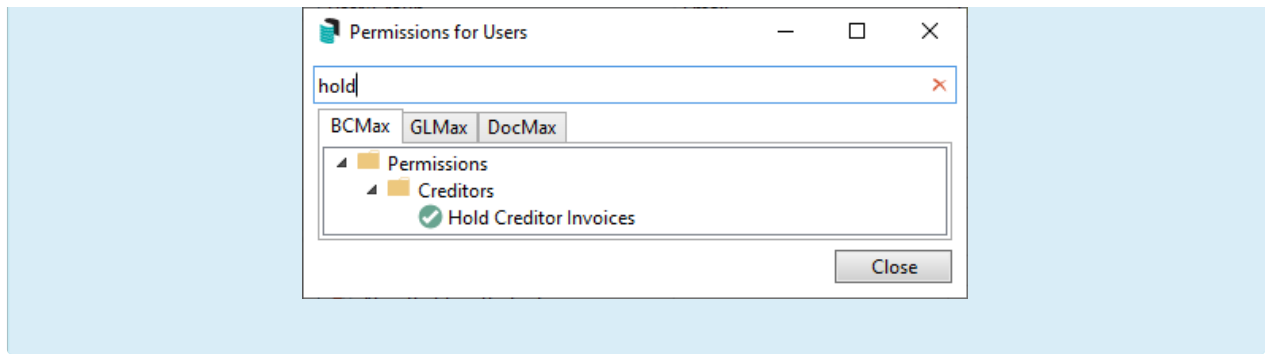 Permissions for Users
hold
BCMax GLMax DocMax
Permissions
Creditors
Hold Creditor Invoices
Close